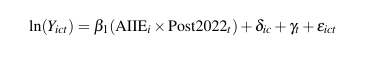 ln(Y_{ict}) = β_1(AIIE_i × Post2022_t) + δ_{ic} + γ_t + ε_{ict}